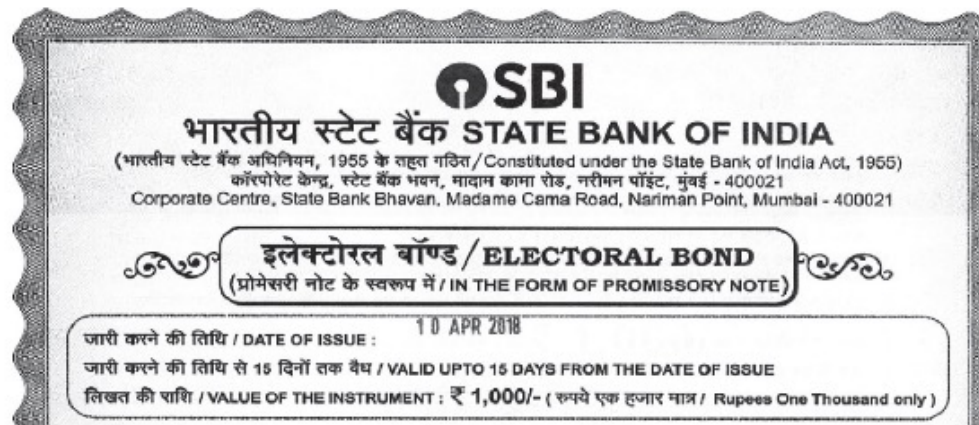 SBI
भारतीय स्टेट बैंक STATE BANK OF INDIA
(भारतीय स्टेट बैंक अधिनियम, 1955 के तहत गठित/Constituted under the State Bank of India Act, 1955)
कॉरपोरेट केन्द्र, स्टेट बैंक भवन, मादाम कामा रोड, नरीमन पॉइंट, मुंबई - 400021
Corporate Centre, State Bank Bhavan, Madame Cama Road, Nariman Point, Mumbai - 400021
इलेक्टोरल बॉण्ड/ELECTORAL BOND
(प्रोमेसरी नोट के स्वरूप में/IN THE FORM OF PROMISSORY NOTE)
10 APR 2018
जारी करने की तिथि / DATE OF ISSUE :
जारी करने की तिथि से 15 दिनों तक वैध / VALID UPTO 15 DAYS FROM THE DATE OF ISSUE
लिखत की राशि / VALUE OF THE INSTRUMENT : ₹ 1,000/- ( रुपये एक हजार मात्र / Rupees One Thousand only )